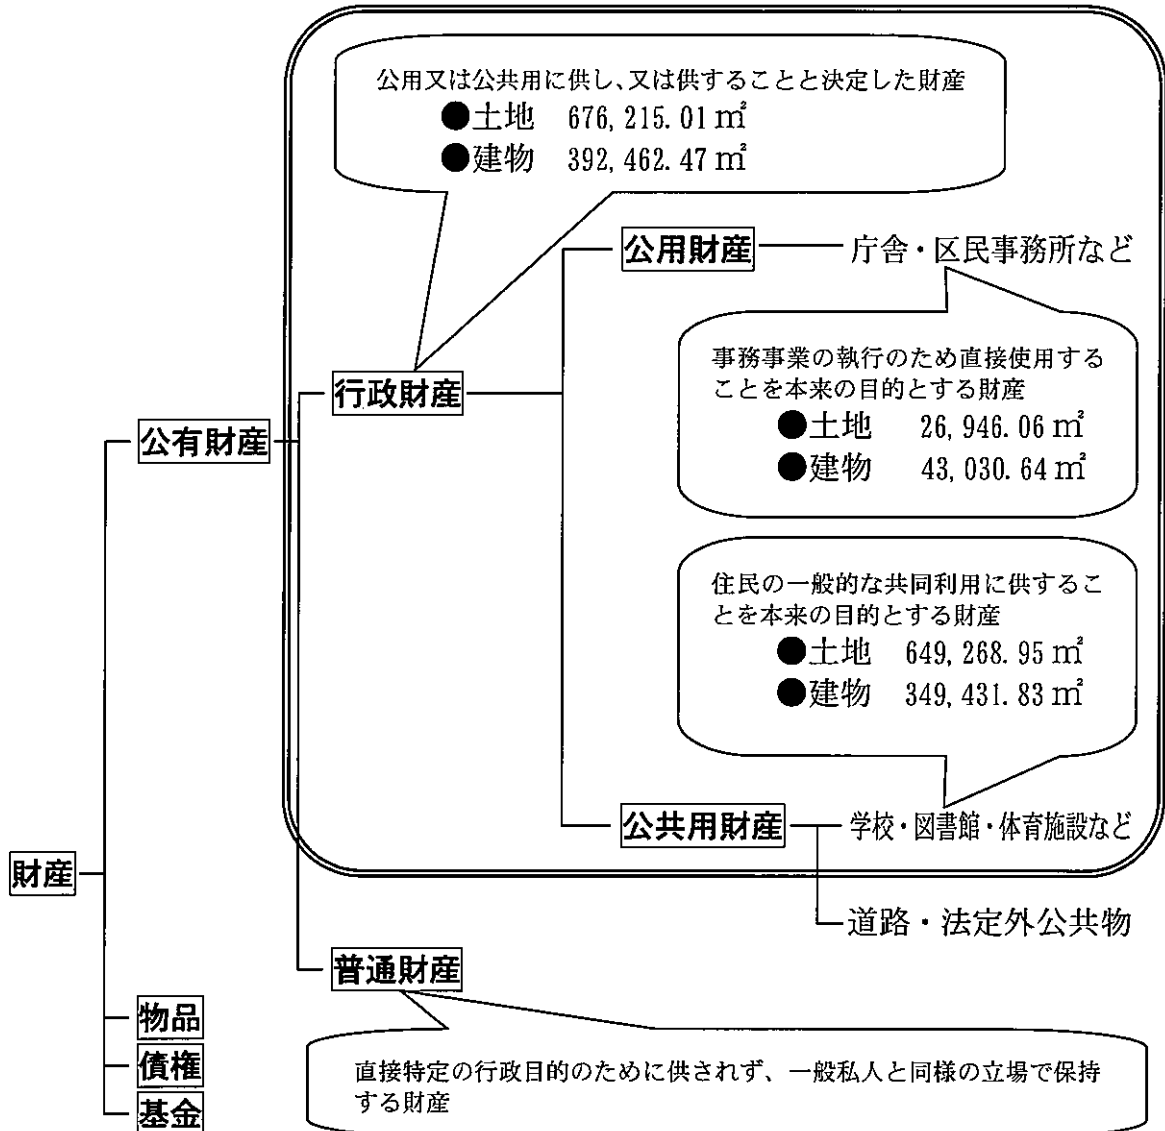 公用又は公共用に供し、又は供することと決定した財産
●土地 676,215.01㎡
●建物 392,462.47㎡
公用財産
庁舎・区民事務所など
事務事業の執行のため直接使用する
ことを本来の目的とする財産
●土地 26,946.06㎡
●建物 43,030.64㎡
行政財産
公有財産
住民の一般的な共同利用に供するこ
とを本来の目的とする財産
●土地 649,268.95㎡
●建物 349,431.83㎡
公共用財産
学校・図書館・体育施設など
財産
道路・法定外公共物
普通財産
物品
債権
基金
直接特定の行政目的のために供されず、一般私人と同様の立場で保持
する財産